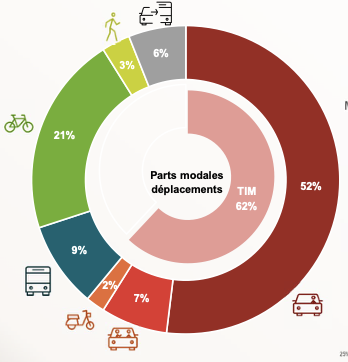 6%
3%
21%
52%
Parts modales
déplacements
TIM
62%
9%
2%
7%